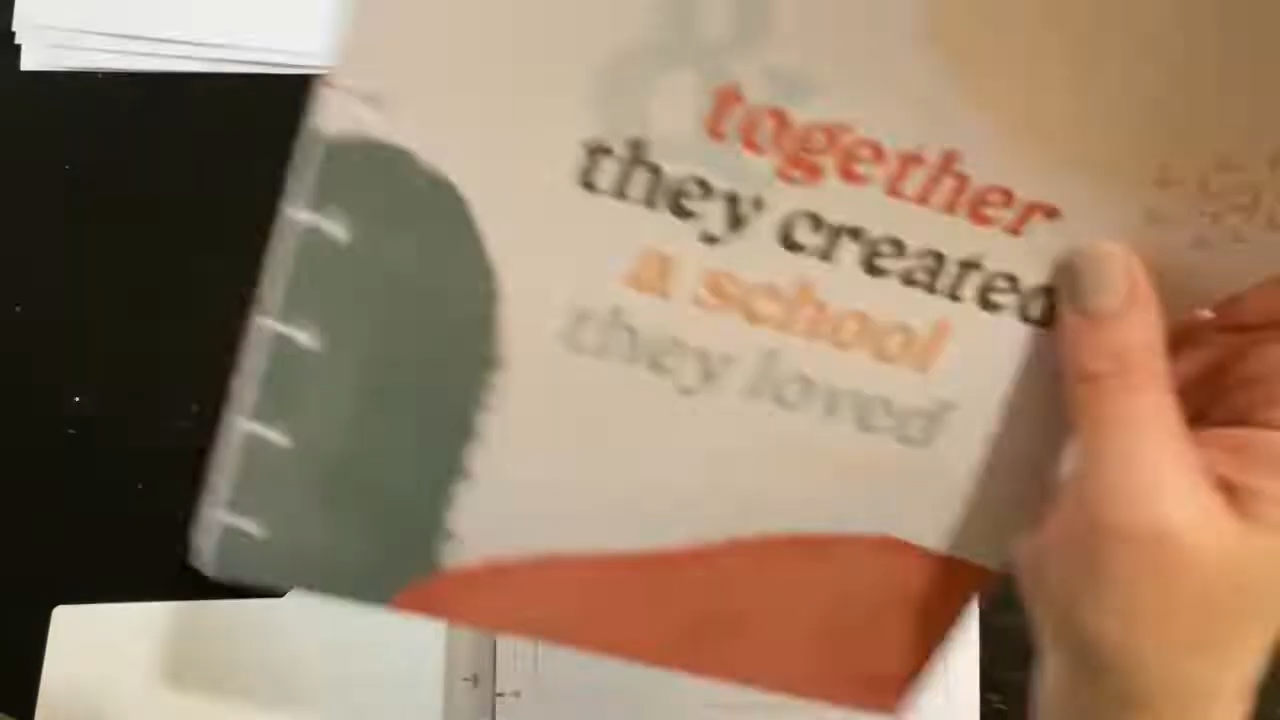 &
together
they created
a school
they loved